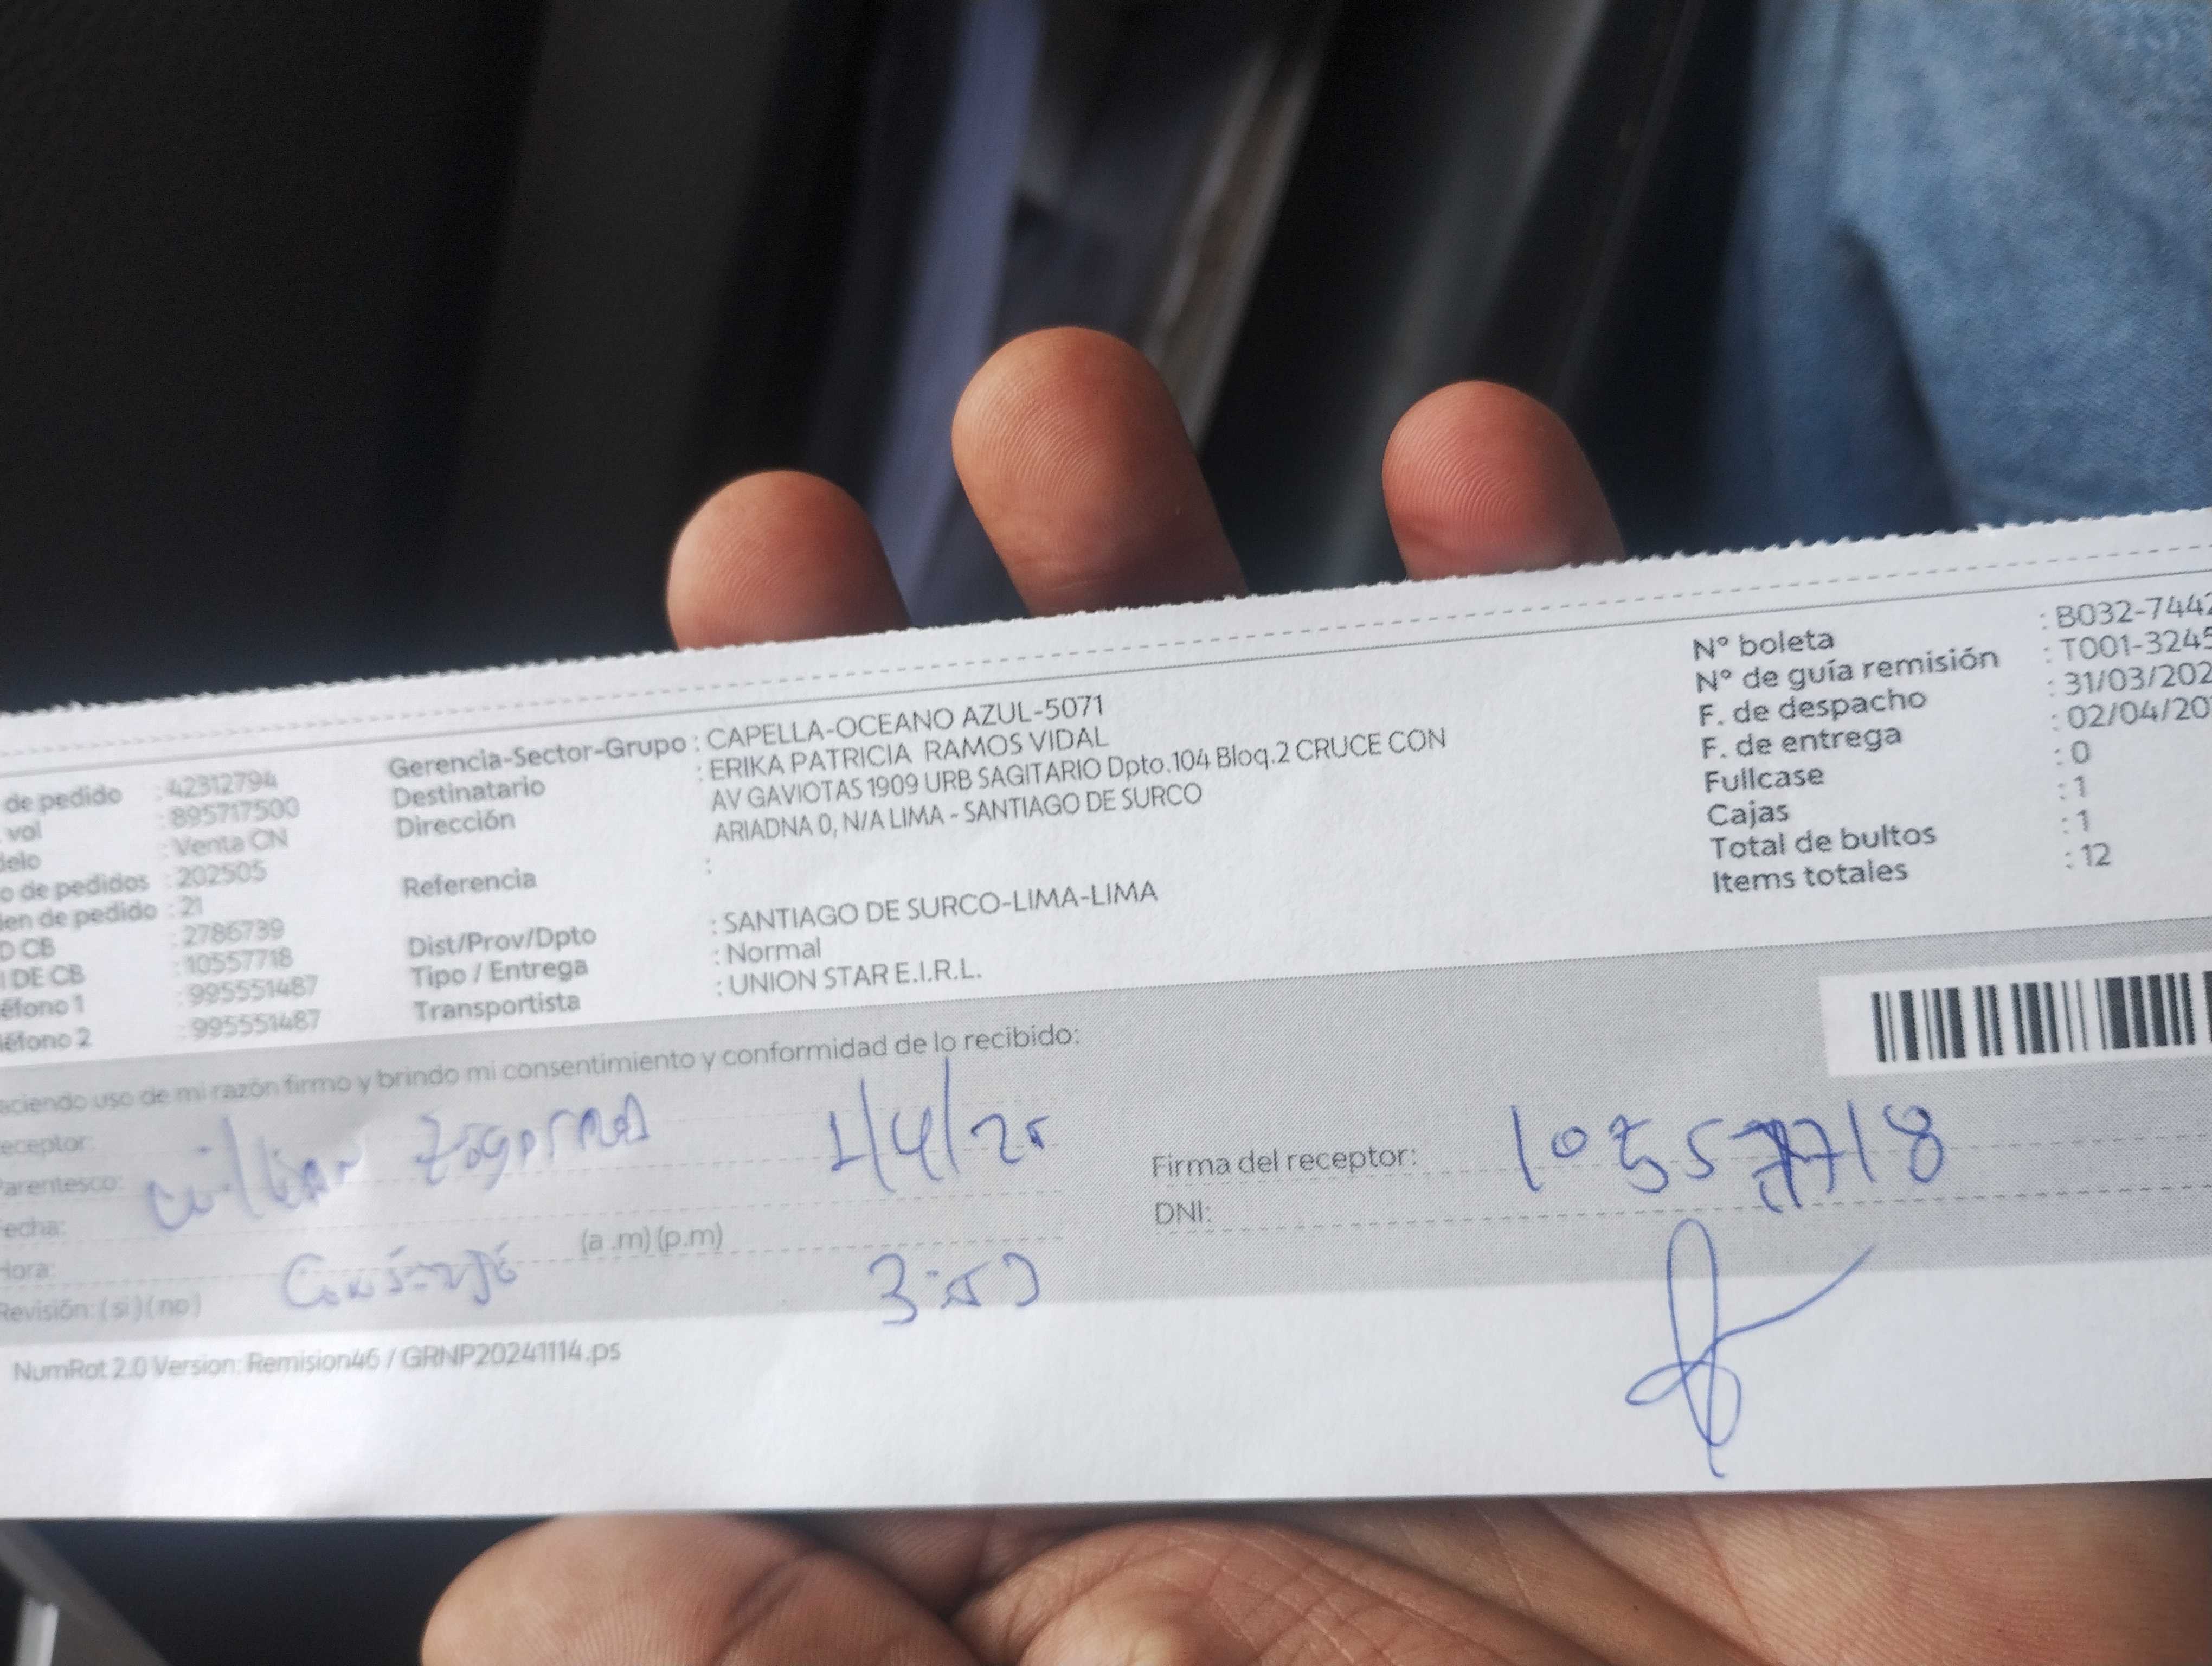 de pedido : 42312794
vol : 895717500
delo : Venta CN
o de pedidos : 202505
en de pedido : 21
D CB : 2786739
I DE CB : 10557718
éfono 1 : 995551487
éfono 2 : 995551487
Gerencia-Sector-Grupo : CAPELLA-OCEANO AZUL-5071
Destinatario : ERIKA PATRICIA RAMOS VIDAL
Dirección AV GAVIOTAS 1909 URB SAGITARIO Dpto.104 Bloq.2 CRUCE CON
ARIADNA 0, N/A LIMA - SANTIAGO DE SURCO
Referencia :
Dist/Prov/Dpto : SANTIAGO DE SURCO-LIMA-LIMA
Tipo / Entrega : Normal
Transportista : UNION STAR E.I.R.L.
N° boleta : B032-7442
N° de guía remisión : T001-3245
F. de despacho : 31/03/202
F. de entrega : 02/04/20
Fullcase : 0
Cajas : 1
Total de bultos : 1
Items totales : 12
aciendo uso de mi razón firmo y brindo mi consentimiento y conformidad de lo recibido:
eceptor:
Parentesco:
echa: 1/4/25
Hora: (a .m) (p.m)
Revisión: (si) (no)
Firma del receptor: 10557718
DNI:
NumRot 2.0 Version: Remision46 / GRNP20241114.ps